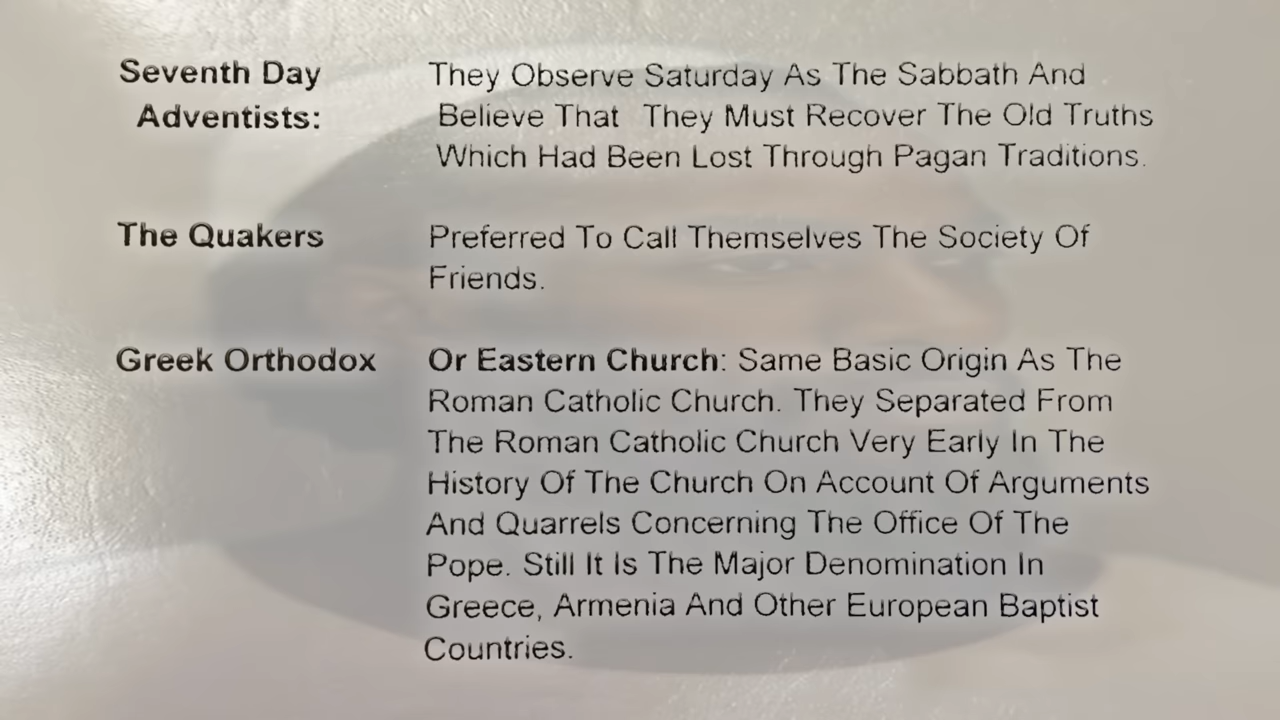 Seventh Day They Observe Saturday As The Sabbath And
Adventists: Believe That They Must Recover The Old Truths
Which Had Been Lost Through Pagan Traditions.
The Quakers Preferred To Call Themselves The Society Of
Friends.
Greek Orthodox Or Eastern Church: Same Basic Origin As The
Roman Catholic Church. They Separated From
The Roman Catholic Church Very Early In The
History Of The Church On Account Of Arguments
And Quarrels Concerning The Office Of The
Pope. Still It Is The Major Denomination In
Greece, Armenia And Other European Baptist
Countries.